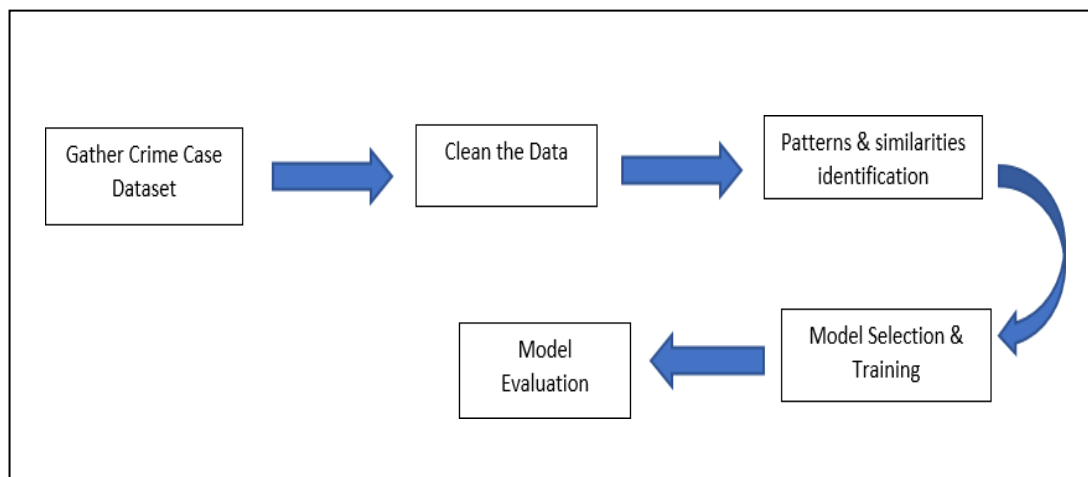 Gather Crime Case
Dataset
Clean the Data
Patterns & similarities
identification
Model Selection &
Training
Model
Evaluation